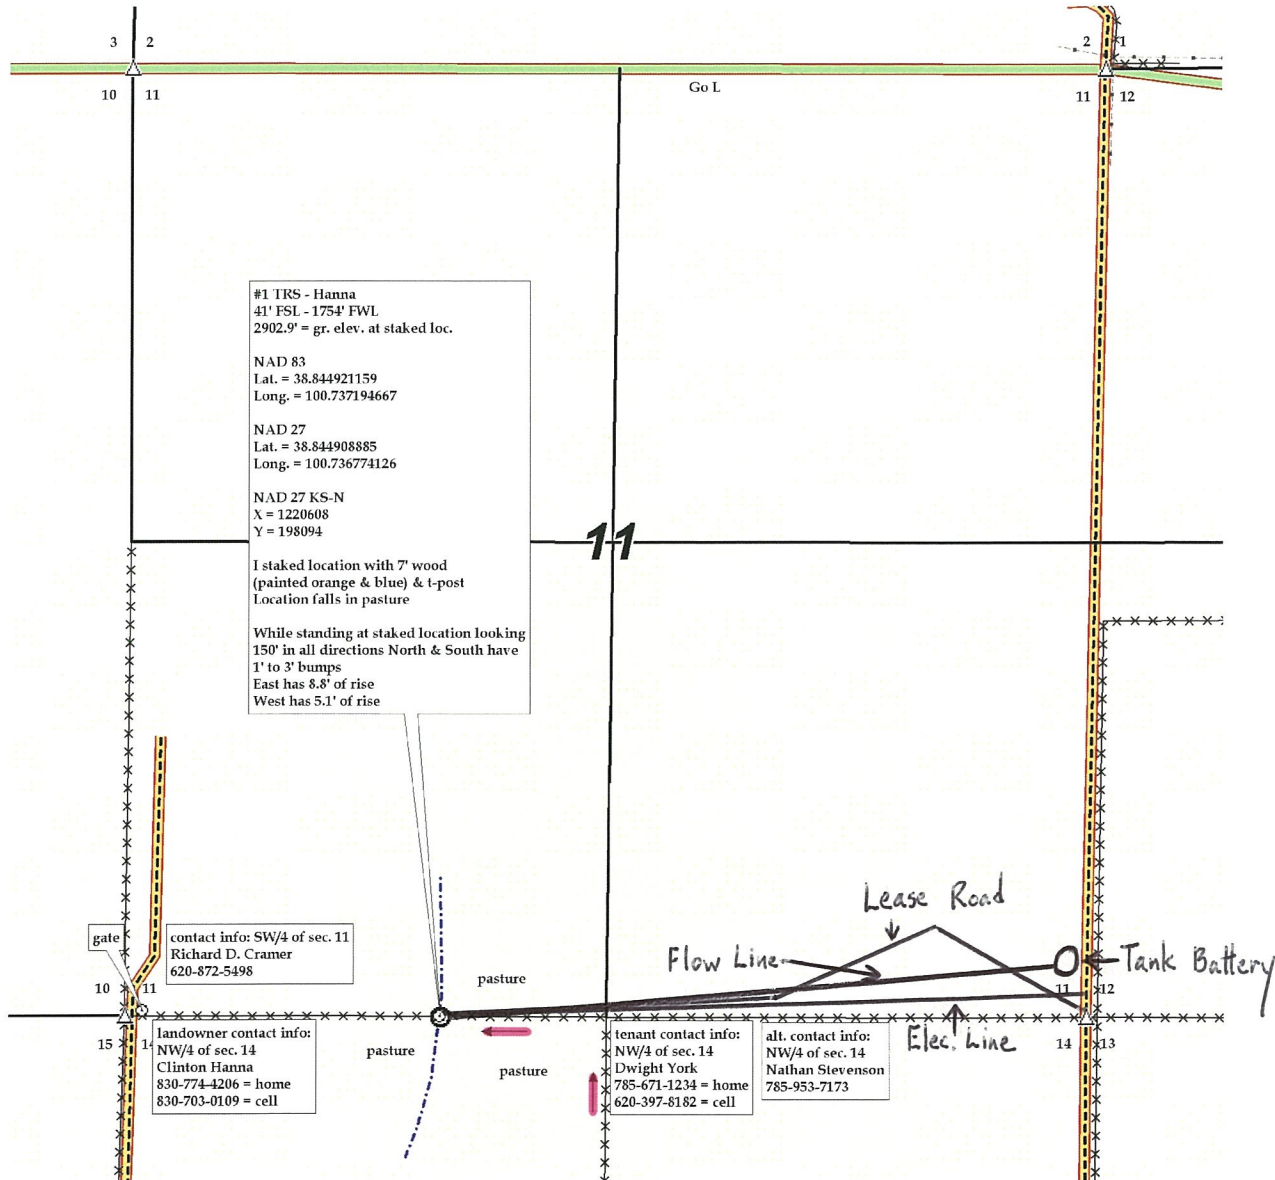 3 2
2 1
Go L
10 11
11 12
#1 TRS - Hanna
41' FSL - 1754' FWL
2902.9' = gr. elev. at staked loc.
NAD 83
Lat. = 38.844921159
Long. = 100.737194667
NAD 27
Lat. = 38.844908885
Long. = 100.736774126
NAD 27 KS-N
X = 1220608
Y = 198094
I staked location with 7' wood
(painted orange & blue) & t-post
Location falls in pasture
While standing at staked location looking
150' in all directions North & South have
1' to 3' bumps
East has 8.8' of rise
West has 5.1' of rise
11
Lease Road
gate
contact info: SW/4 of sec. 11
Richard D. Cramer
620-872-5498
Flow Line
Tank Battery
pasture
10 11
11 12
Elec. Line
15 14
14 13
landowner contact info:
NW/4 of sec. 14
Clinton Hanna
830-774-4206 = home
830-703-0109 = cell
pasture
pasture
tenant contact info:
NW/4 of sec. 14
Dwight York
785-671-1234 = home
620-397-8182 = cell
alt. contact info:
NW/4 of sec. 14
Nathan Stevenson
785-953-7173